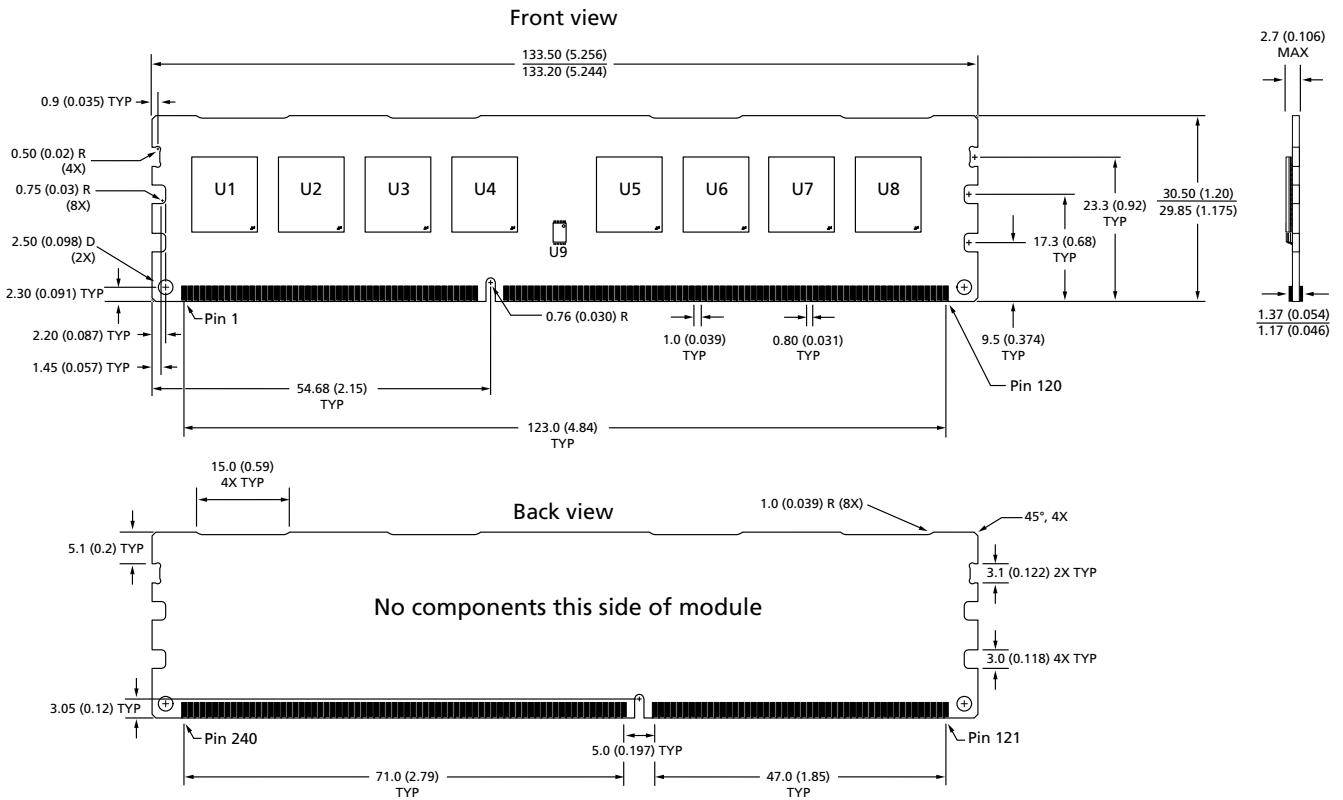 Front view
133.50 (5.256)
133.20 (5.244)
2.7 (0.106)
MAX
0.9 (0.035) TYP
0.50 (0.02) R
(4X)
0.75 (0.03) R
(8X)
2.50 (0.098) D
(2X)
2.30 (0.091) TYP
2.20 (0.087) TYP
1.45 (0.057) TYP
U1
U2
U3
U4
U5
U6
U7
U8
U9
Pin 1
0.76 (0.030) R
1.0 (0.039)
TYP
0.80 (0.031)
TYP
23.3 (0.92)
TYP
17.3 (0.68)
TYP
30.50 (1.20)
29.85 (1.175)
9.5 (0.374)
TYP
1.37 (0.054)
1.17 (0.046)
Pin 120
54.68 (2.15)
TYP
123.0 (4.84)
TYP
15.0 (0.59)
4X TYP
Back view
1.0 (0.039) R (8X)
45°, 4X
5.1 (0.2) TYP
3.1 (0.122) 2X TYP
No components this side of module
3.0 (0.118) 4X TYP
3.05 (0.12) TYP
Pin 240
5.0 (0.197) TYP
Pin 121
71.0 (2.79)
TYP
47.0 (1.85)
TYP